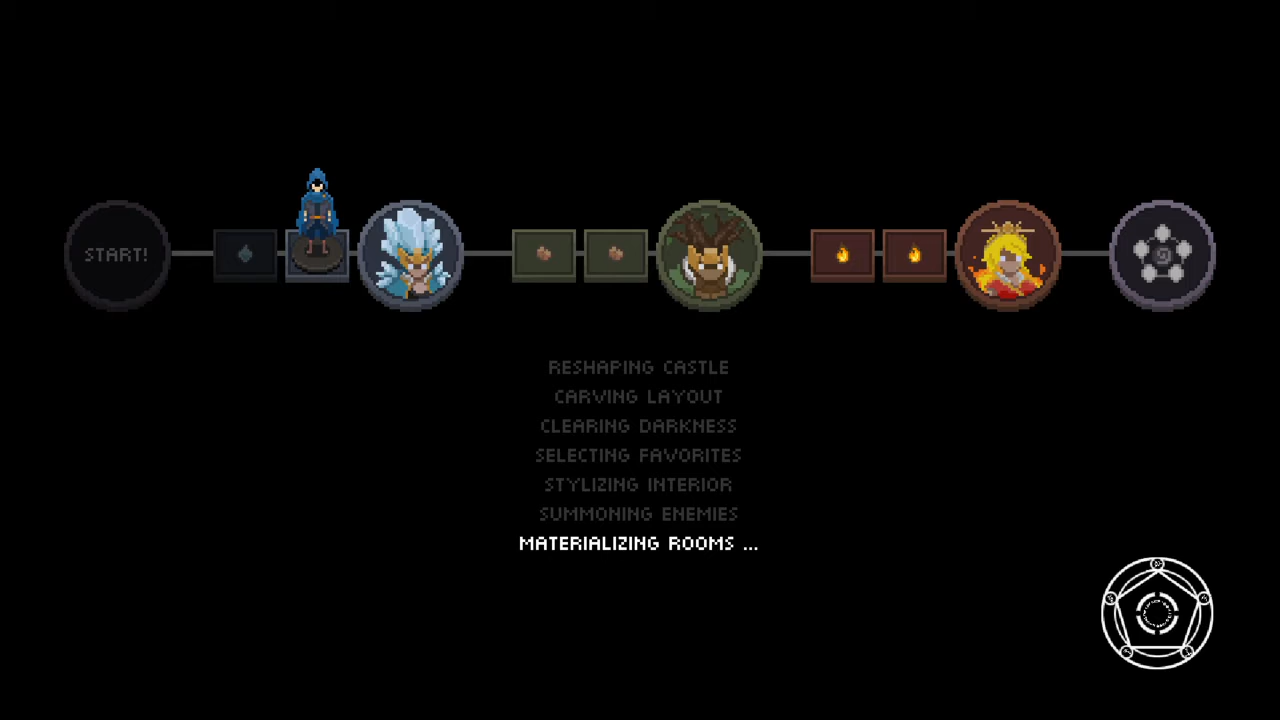 START!
RESHAPING CASTLE
CARVING LAYOUT
CLEARING DARKNESS
SELECTING FAVORITES
STYLIZING INTERIOR
SUMMONING ENEMIES
MATERIALIZING ROOMS ...